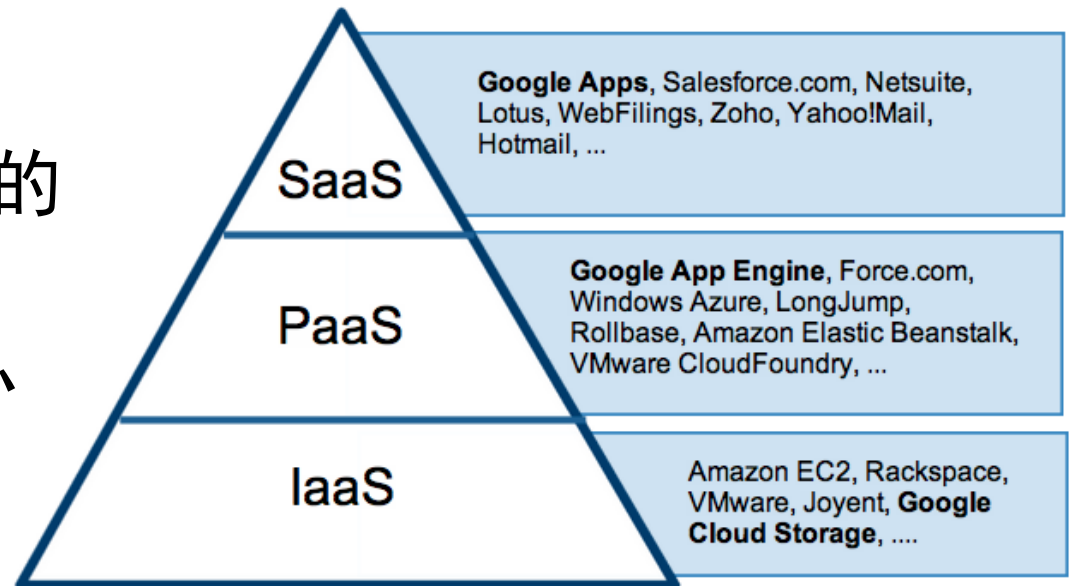 的
SaaS
Google Apps, Salesforce.com, Netsuite,
Lotus, WebFilings, Zoho, Yahoo!Mail,
Hotmail, ...
PaaS
Google App Engine, Force.com,
Windows Azure, LongJump,
Rollbase, Amazon Elastic Beanstalk,
VMware CloudFoundry, ...
IaaS
Amazon EC2, Rackspace,
VMware, Joyent, Google
Cloud Storage, ....